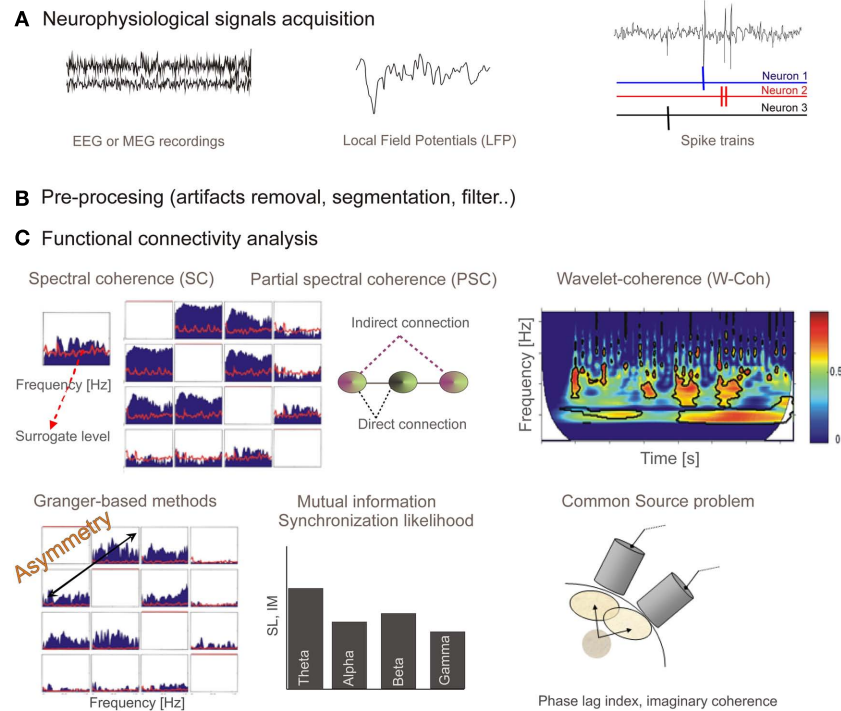 A Neurophysiological signals acquisition
EEG or MEG recordings
Local Field Potentials (LFP)
Neuron 1
Neuron 2
Neuron 3
Spike trains
B Pre-procesing (artifacts removal, segmentation, filter..)
C Functional connectivity analysis
Spectral coherence (SC)
Partial spectral coherence (PSC)
Wavelet-coherence (W-Coh)
Frequency [Hz]
Surrogate level
Indirect connection
Direct connection
Frequency [Hz]
Time [s]
0.5
0
Granger-based methods
Asymmetry
Frequency [Hz]
Mutual information
Synchronization likelihood
SL, IM
Theta
Alpha
Beta
Gamma
Common Source problem
Phase lag index, imaginary coherence